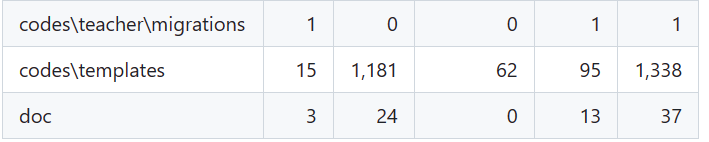 codes\teacher\migrations 1 0 0 1 1
codes\templates 15 1,181 62 95 1,338
doc 3 24 0 13 37